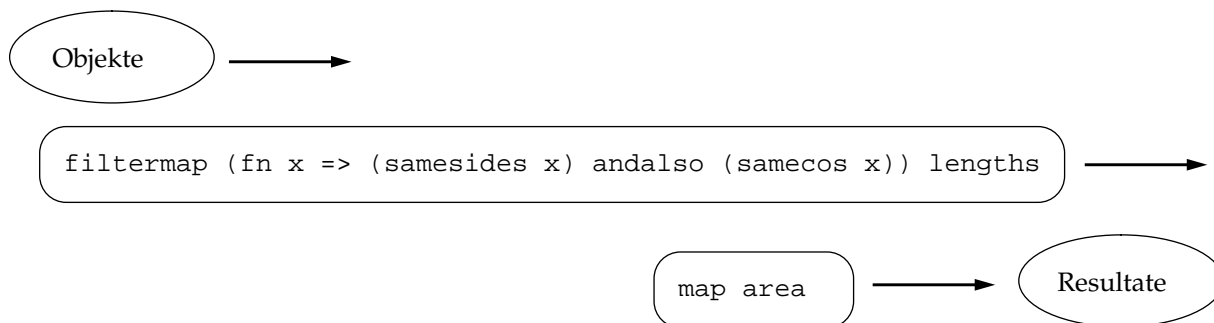 Objekte
filtermap (fn x => (samesides x) andalso (samecos x)) lengths
map area
Resultate